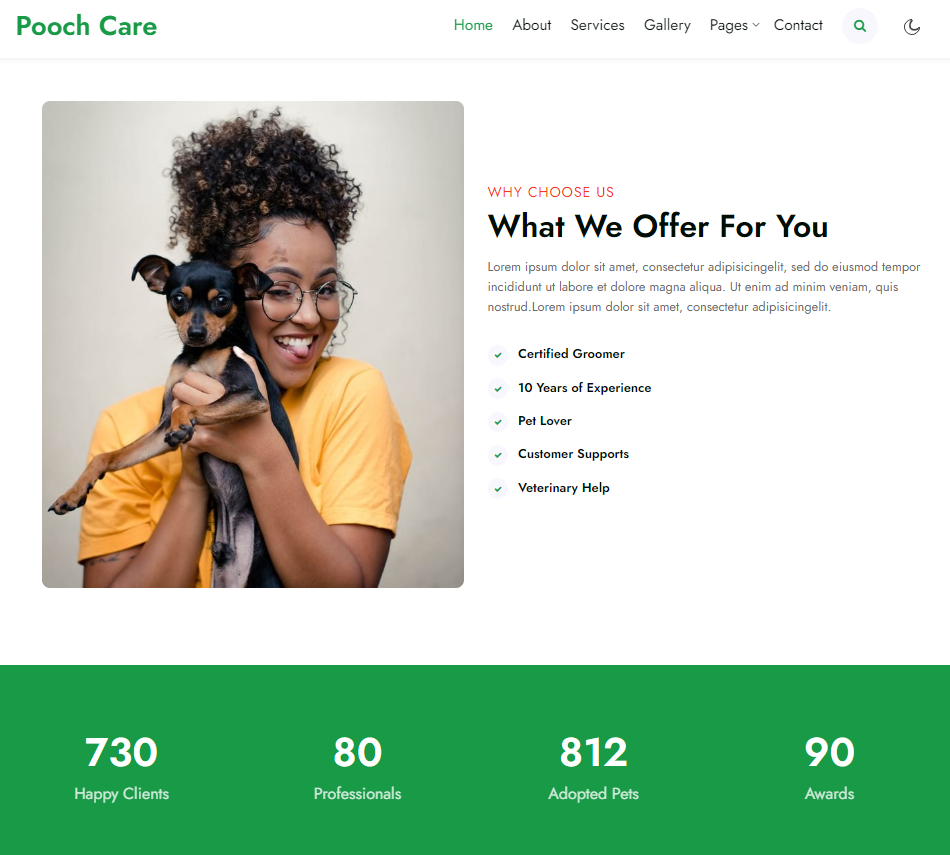 Pooch Care
Home About Services Gallery Pages Contact
WHY CHOOSE US
What We Offer For You
Lorem ipsum dolor sit amet, consectetur adipisicingelit, sed do eiusmod tempor
incididunt ut labore et dolore magna aliqua. Ut enim ad minim veniam, quis
nostrud.Lorem ipsum dolor sit amet, consectetur adipisicingelit.
Certified Groomer
10 Years of Experience
Pet Lover
Customer Supports
Veterinary Help
730 80 812 90
Happy Clients Professionals Adopted Pets Awards